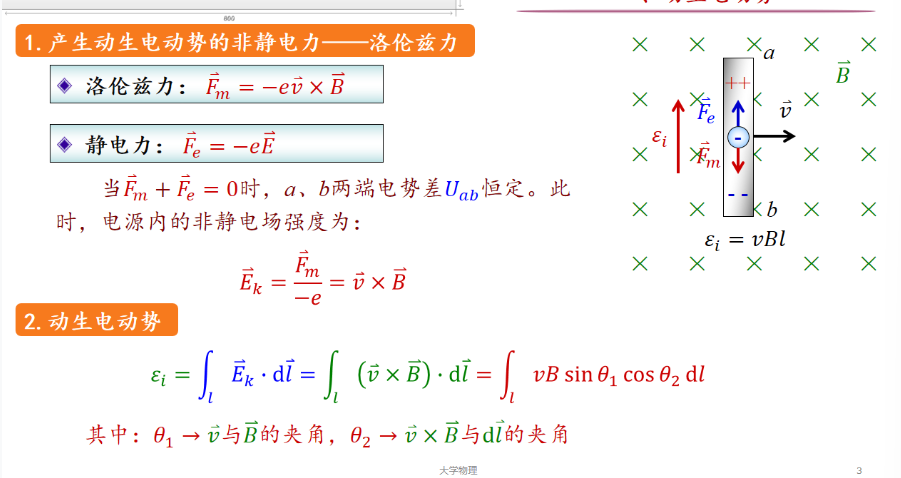 800
1. 产生动生电动势的非静电力——洛伦兹力
洛伦兹力：$\vec{F}_m = -e\vec{v} \times \vec{B}$
静电力：$\vec{F}_e = -e\vec{E}$
当$\vec{F}_m + \vec{F}_e = 0$时，a、b两端电势差$U_{ab}$恒定。此
时，电源内的非静电场强度为：
$\vec{E}_k = \frac{\vec{F}_m}{-e} = \vec{v} \times \vec{B}$
a
$\vec{B}$
++
$\vec{F}_e$
$\vec{v}$
$\varepsilon_i$
-
$\vec{F}_m$
- -
b
$\varepsilon_i = vBl$
2. 动生电动势
$\varepsilon_i = \int_l \vec{E}_k \cdot d\vec{l} = \int_l (\vec{v} \times \vec{B}) \cdot d\vec{l} = \int_l vB \sin\theta_1 \cos\theta_2 \, dl$
其中：$\theta_1 \to \vec{v}$与$\vec{B}$的夹角，$\theta_2 \to \vec{v} \times \vec{B}$与$d\vec{l}$的夹角
大学物理
3